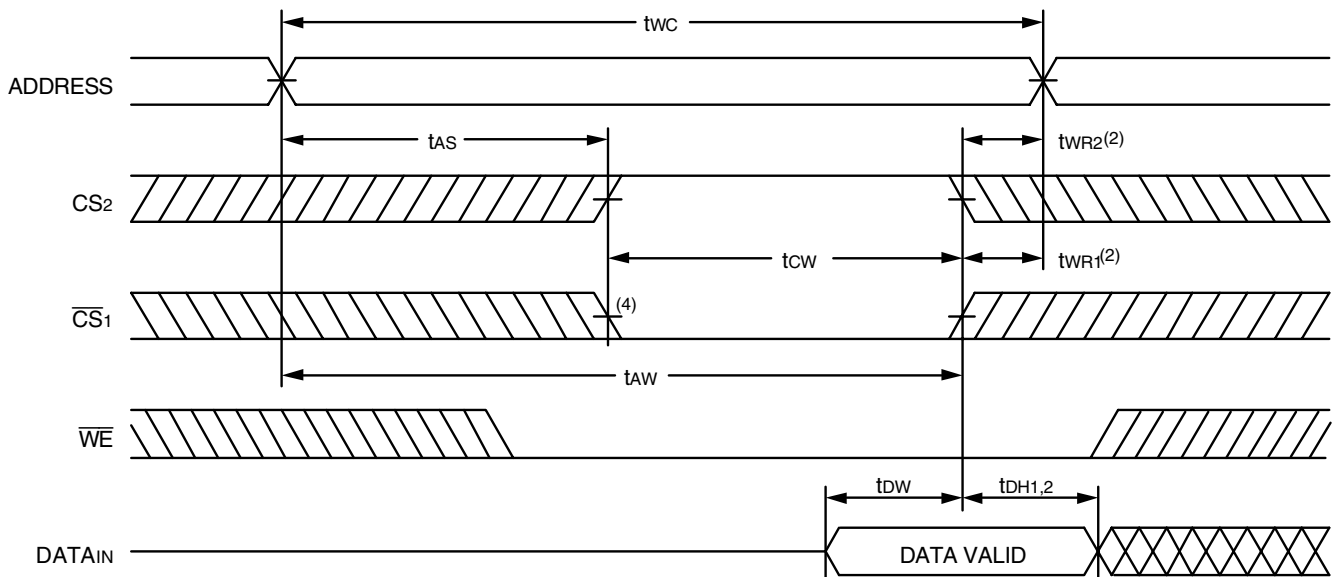 tWC
ADDRESS
tAS
tWR2(2)
CS2
tCW
tWR1(2)
CS1
(4)
tAW
WE
tDW
tDH1,2
DATAIN
DATA VALID